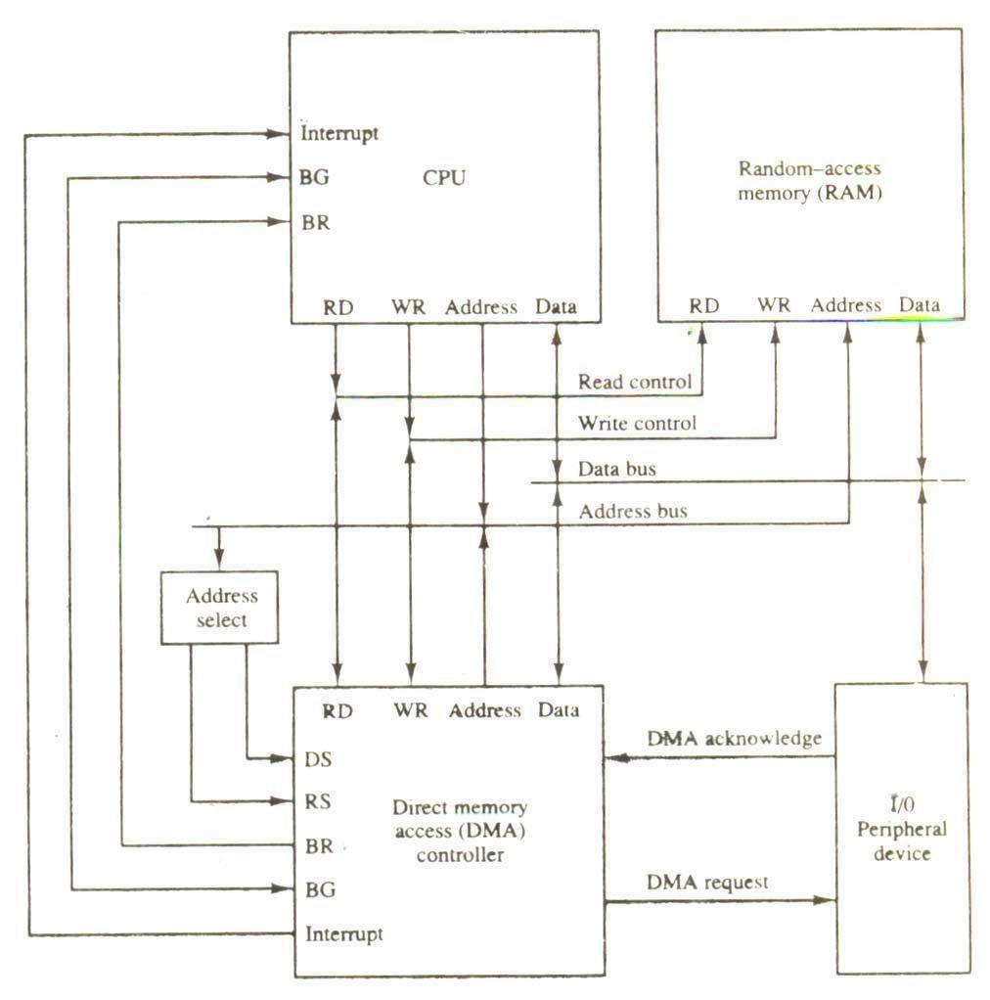 Interrupt
BG
CPU
BR
RD WR Address Data
Random-access
memory (RAM)
RD WR Address Data
Read control
Write control
Data bus
Address bus
Address
select
RD WR Address Data
DS
RS
BR
BG
Interrupt
Direct memory
access (DMA)
controller
DMA acknowledge
DMA request
I/O
Peripheral
device